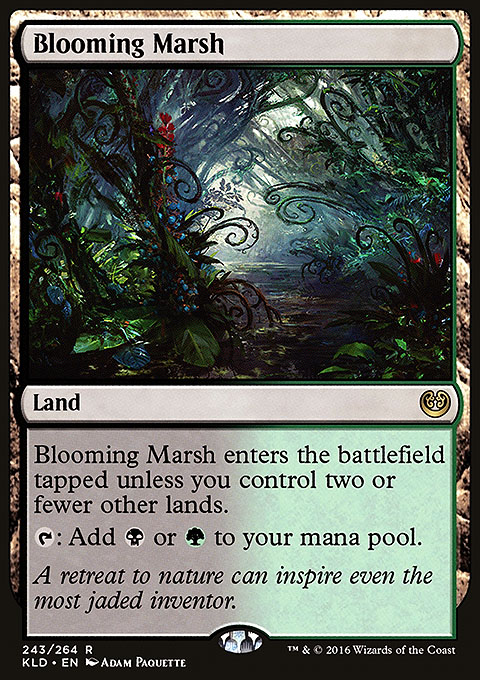 Blooming Marsh
Land
Blooming Marsh enters the battlefield
tapped unless you control two or
fewer other lands.
: Add or to your mana pool.
A retreat to nature can inspire even the
most jaded inventor.
243/264 R
KLD • EN Adam Paquette
™ & © 2016 Wizards of the Coast